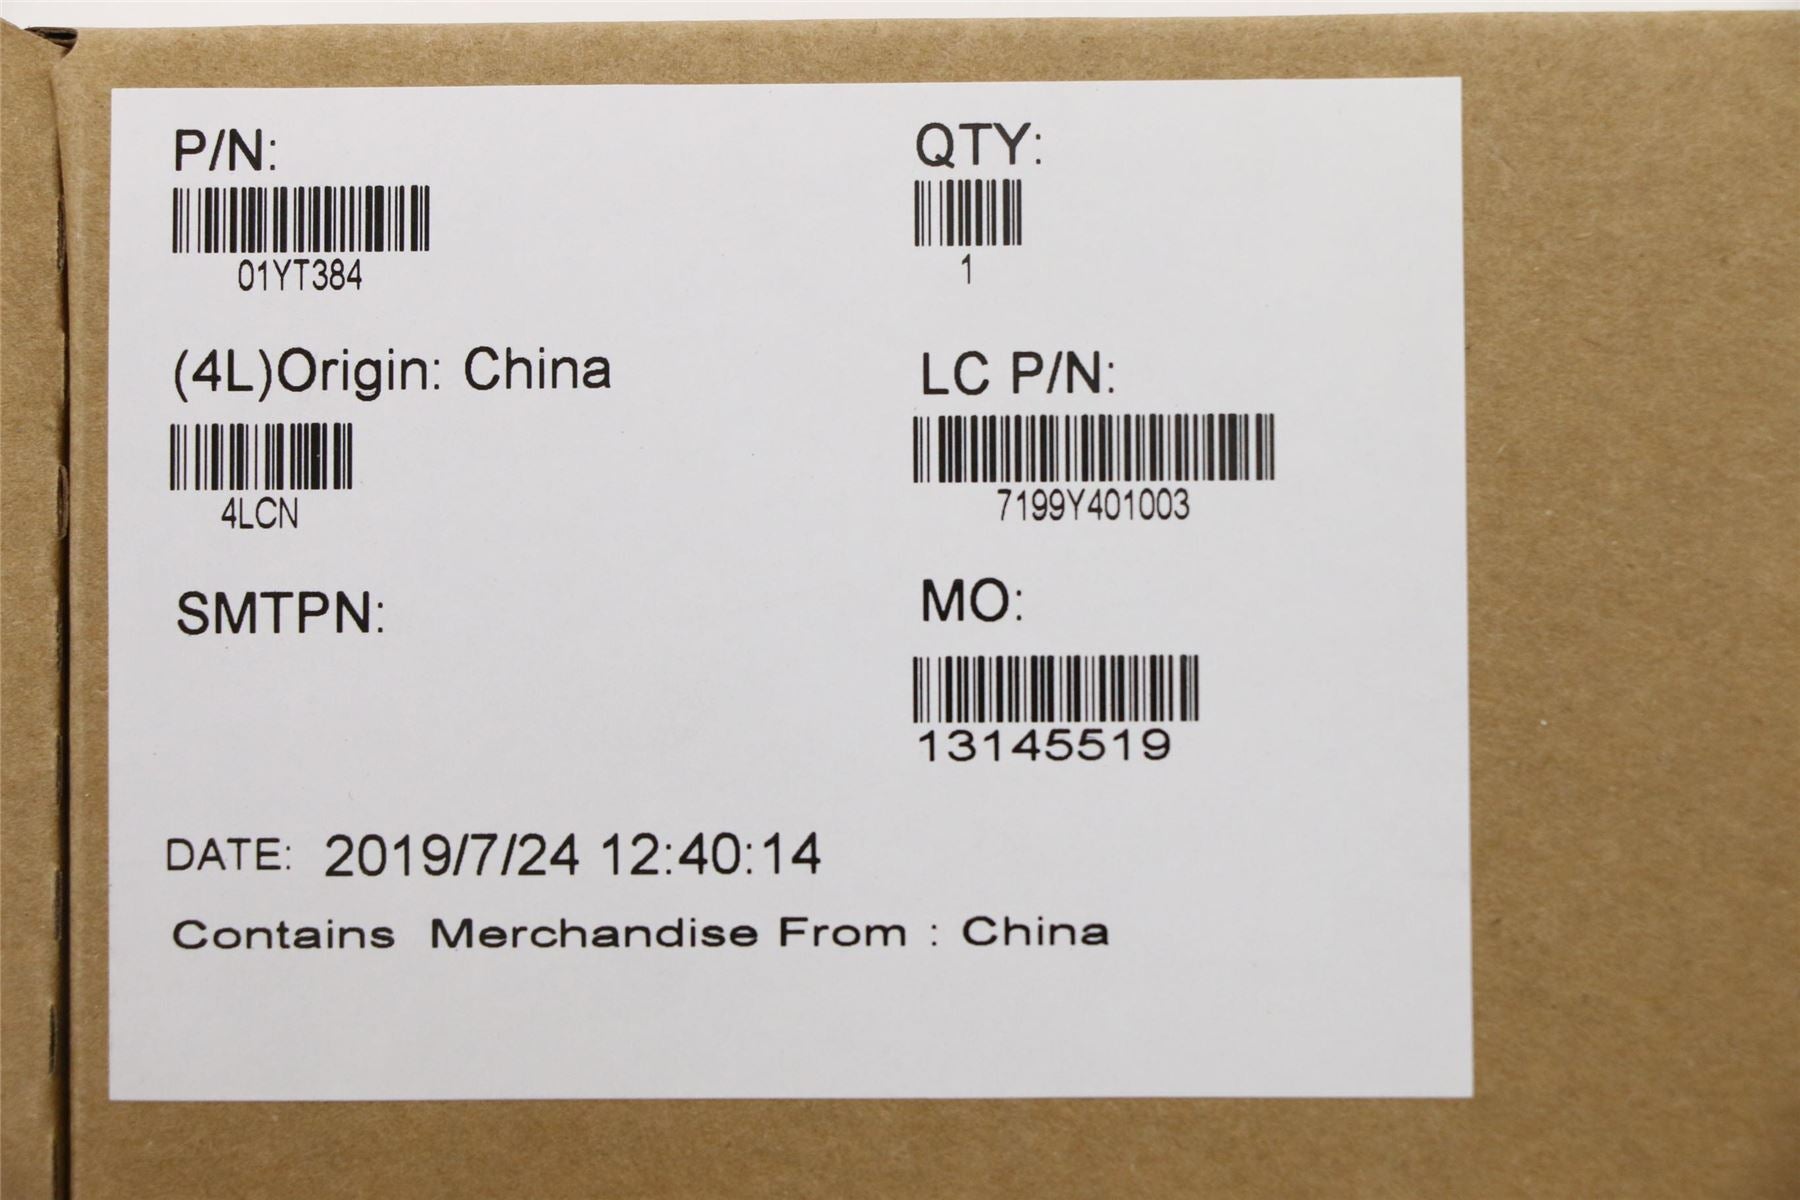 P/N:
01YT384
QTY:
1
(4L)Origin: China
4LCN
LC P/N:
7199Y401003
SMTPN:
MO:
13145519
DATE: 2019/7/24 12:40:14
Contains Merchandise From : China